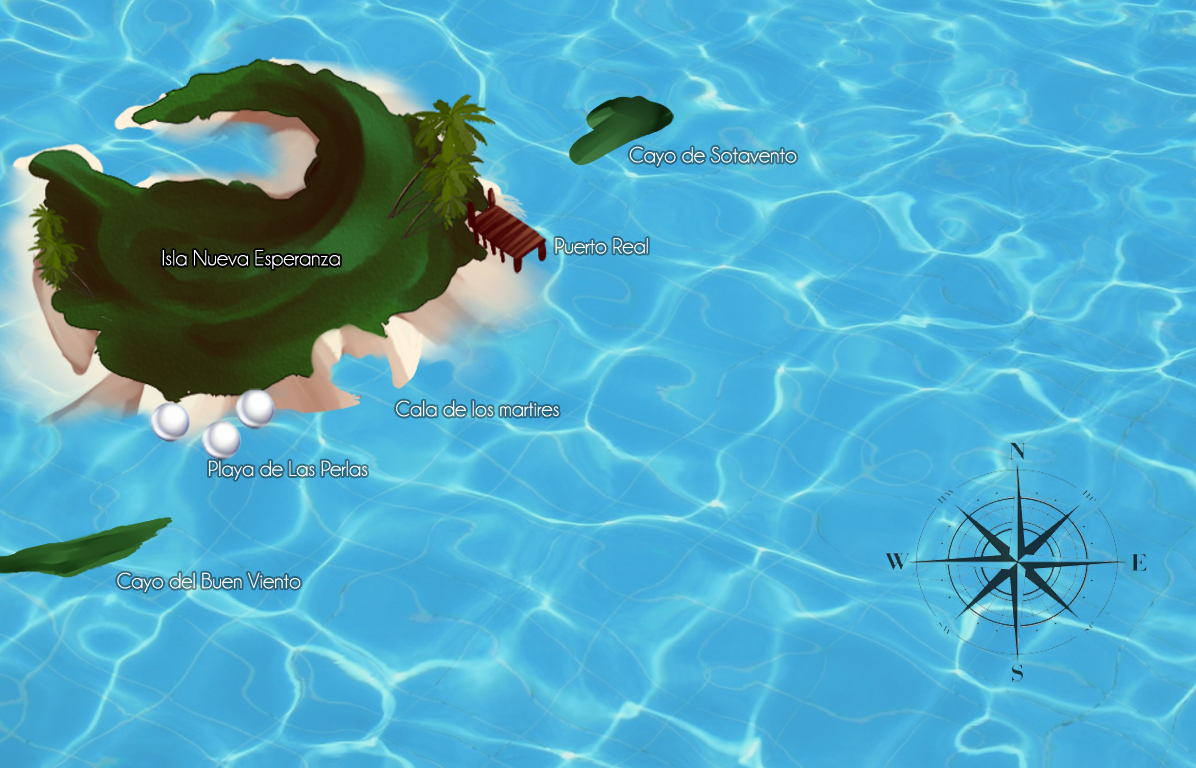 Cayo de Sotavento
Puerto Real
Isla Nueva Esperanza
Cala de los martires
Playa de Las Perlas
N
W
E
S
Cayo del Buen Viento